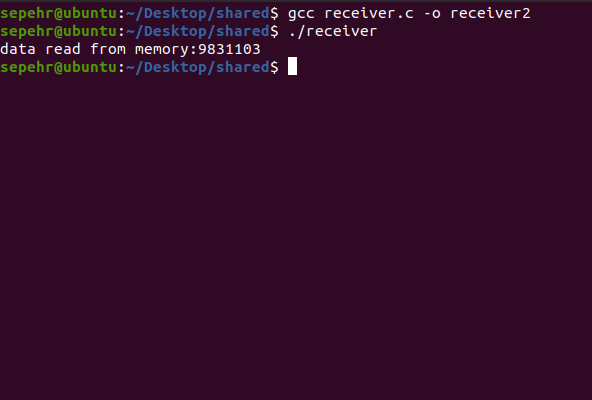 sepehr@ubuntu:~/Desktop/shared$ gcc receiver.c -o receiver2
sepehr@ubuntu:~/Desktop/shared$ ./receiver
data read from memory:9831103
sepehr@ubuntu:~/Desktop/shared$